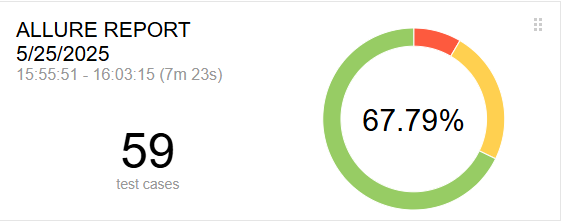 ALLURE REPORT
5/25/2025
15:55:51 - 16:03:15 (7m 23s)
59
test cases
67.79%